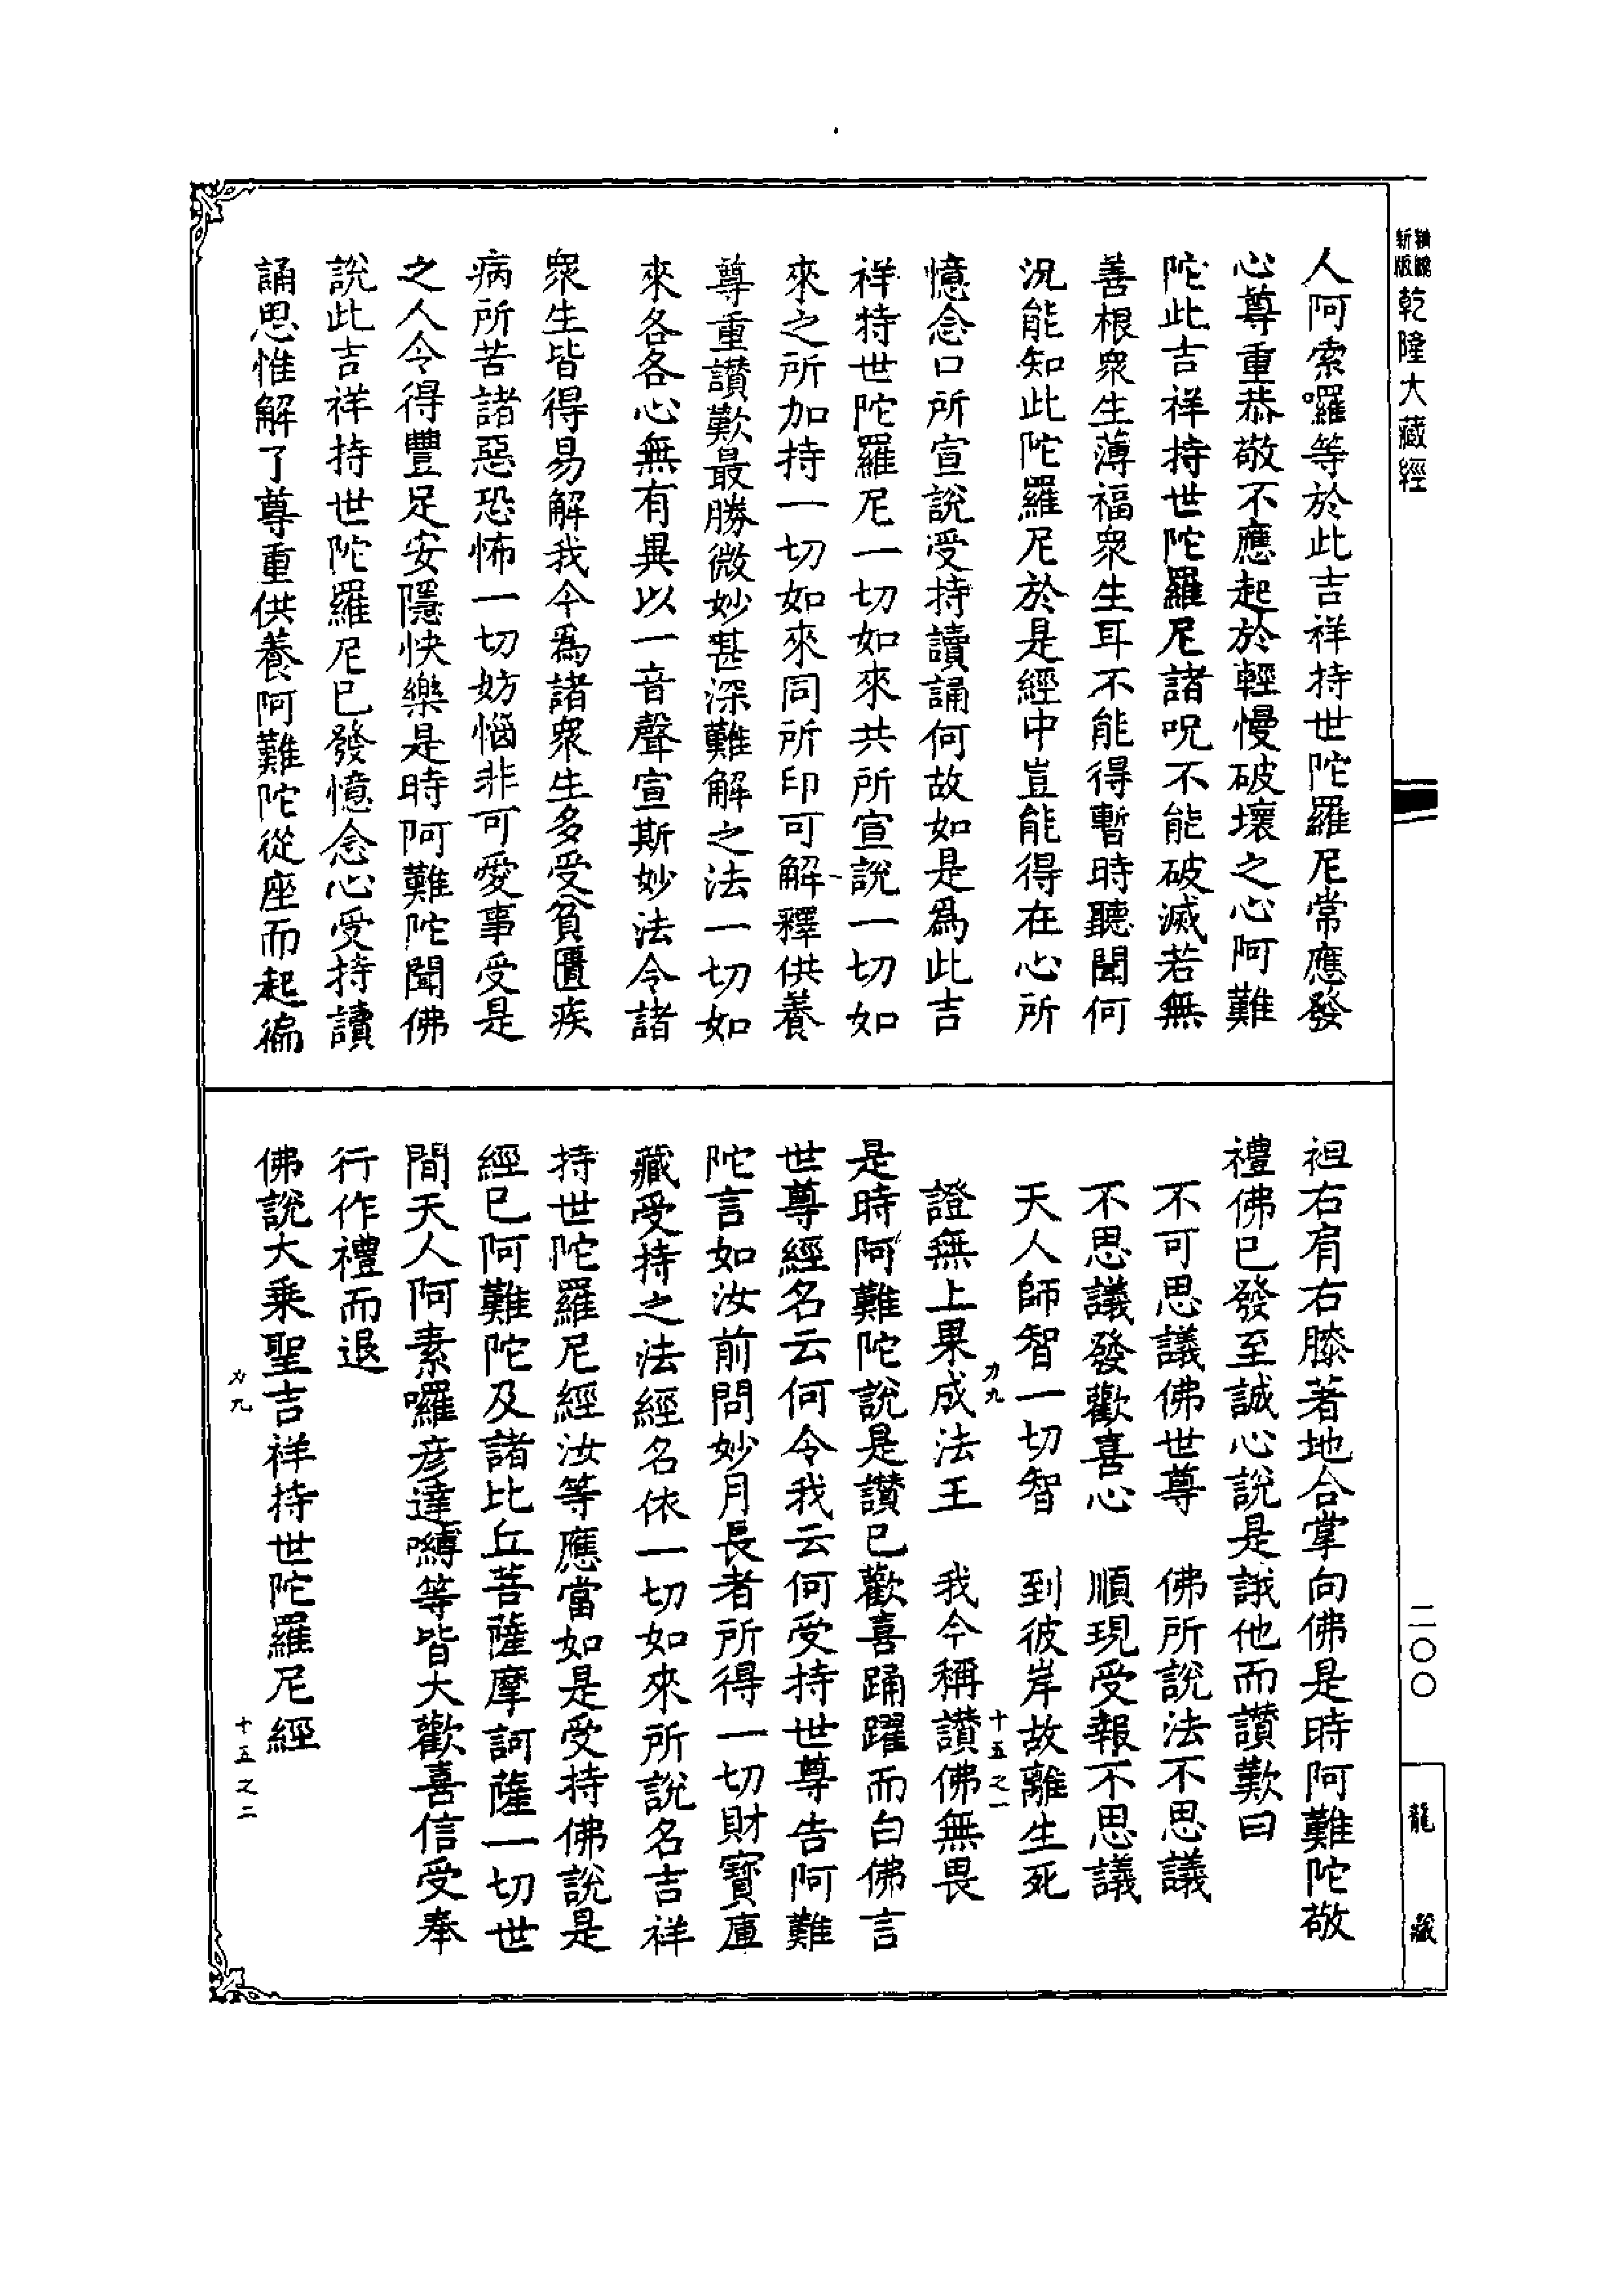 新版
乾隆大藏經
人阿索囉等於此吉祥持世陀羅尼常應發
心尊重恭敬不應起於輕慢破壞之心阿難
陀此吉祥持世陀羅尼諸呪不能破滅若無
善根衆生薄福衆生耳不能得暫時聽聞何
況能知此陀羅尼於是經中豈能得在心所
憶念口所宣說受持讀誦何故如是爲此吉
祥持世陀羅尼一切如來共所宣說一切如
來之所加持一切如來同所印可解釋供養
尊重讚歎最勝微妙甚深難解之法一切如
來各各心無有異以一音聲宣斯妙法令諸
衆生皆得易解我今爲諸衆生多受貧匱疾
病所苦諸惡恐怖一切妨惱非可愛事受是
之人令得豐足安隱快樂是時阿難陀聞佛
說此吉祥持世陀羅尼已發憶念心受持讀
誦思惟解了尊重供養阿難陀從座而起徧
袒右肩右膝著地合掌向佛是時阿難陀敬
禮佛已發至誠心說是誐他而讚歎曰
不可思議佛世尊　佛所說法不思議
不思議發歡喜心　順現受報不思議
天人師智一切智　到彼岸故離生死
證無上果成法王　我今稱讚佛無畏
力九　十五之一
是時阿難陀說是讚已歡喜踊躍而白佛言
世尊經名云何令我云何受持世尊告阿難
陀言如汝前問妙月長者所得一切財寶庫
藏受持之法經名依一切如來所說名吉祥
持世陀羅尼經汝等應當如是受持佛說是
經已阿難陀及諸比丘菩薩摩訶薩一切世
間天人阿素囉彥達嚩等皆大歡喜信受奉
行作禮而退
佛說大乘聖吉祥持世陀羅尼經
力九　十五之二
二〇〇
龍藏